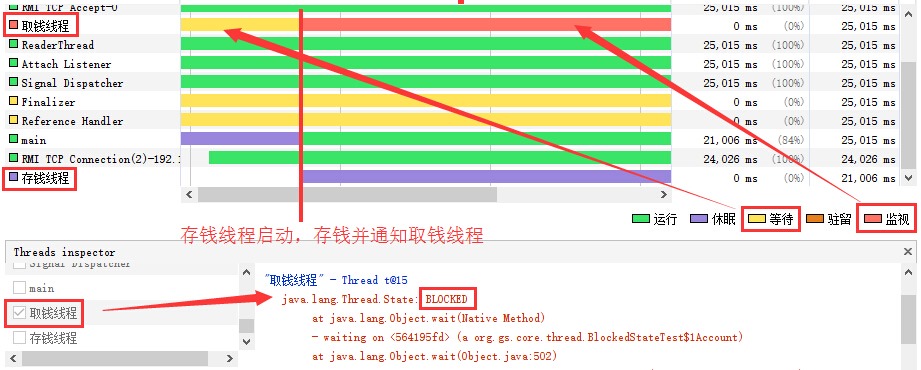 RMI TCP Accept-0 25,015 ms (100%) 25,015 ms
取钱线程 0 ms (0%) 25,015 ms
ReaderThread 25,015 ms (100%) 25,015 ms
Attach Listener 25,015 ms (100%) 25,015 ms
Signal Dispatcher 25,015 ms (100%) 25,015 ms
Finalizer 0 ms (0%) 25,015 ms
Reference Handler 0 ms (0%) 25,015 ms
main 21,006 ms (84%) 25,015 ms
RMI TCP Connection(2)-192.1 24,026 ms (100%) 24,026 ms
存钱线程 0 ms (0%) 21,006 ms
运行 休眠 等待 驻留 监视
存钱线程启动，存钱并通知取钱线程
Threads inspector
Signal Dispatcher
main
取钱线程
存钱线程
"取钱线程" - Thread t@15
java.lang.Thread.State: BLOCKED
at java.lang.Object.wait(Native Method)
- waiting on <564195fd> (a org.gs.core.thread.BlockedStateTest$1Account)
at java.lang.Object.wait(Object.java:502)